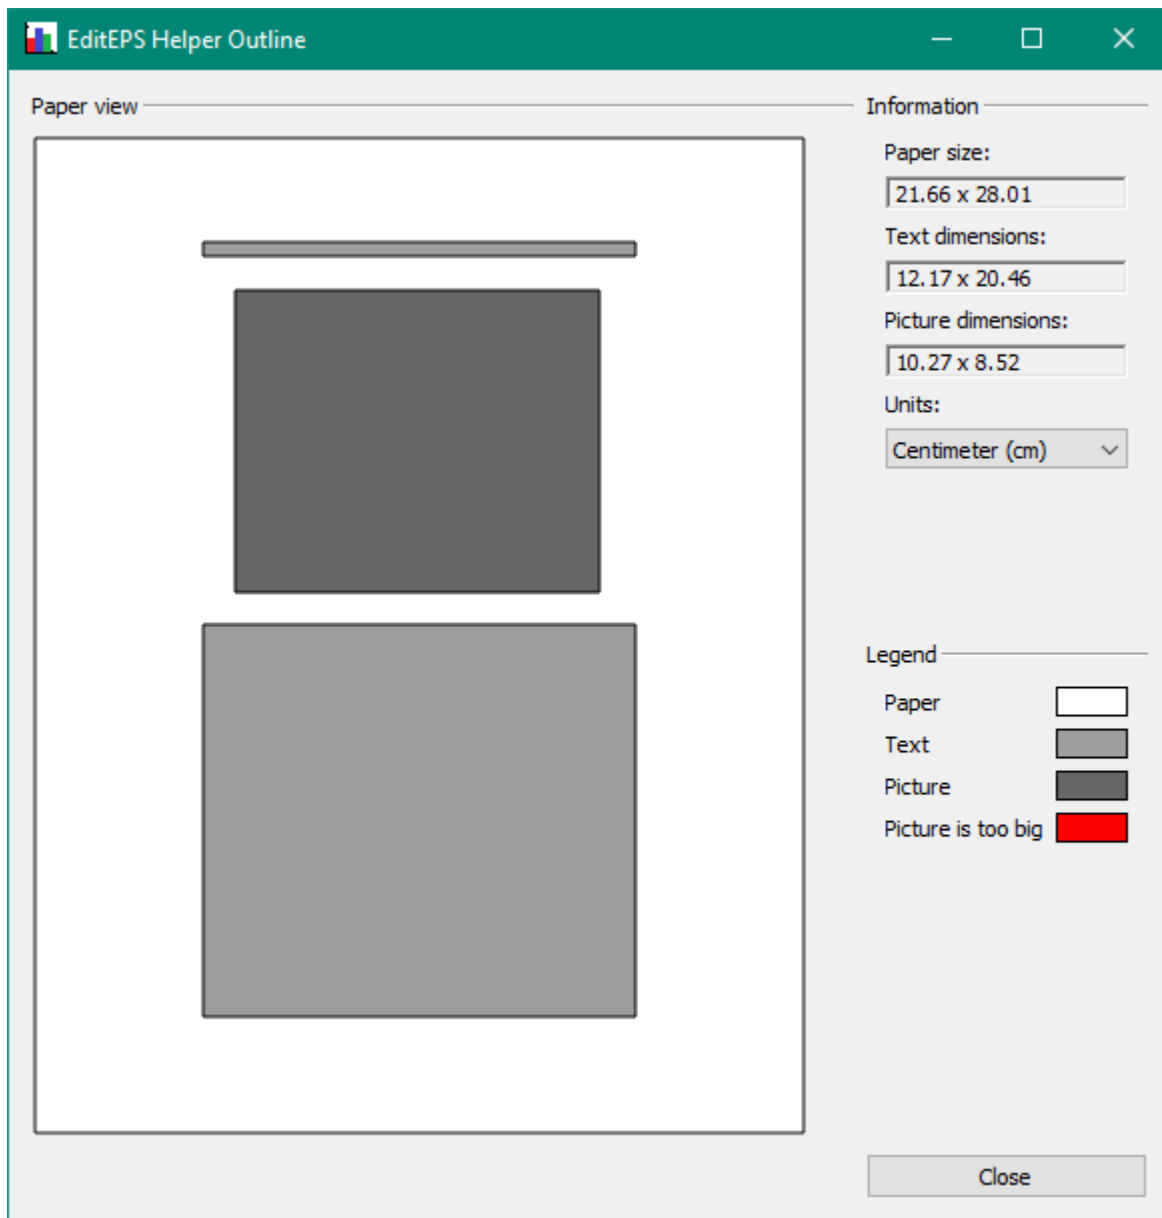 EditEPS Helper Outline
Paper view
Information
Paper size:
21.66 x 28.01
Text dimensions:
12.17 x 20.46
Picture dimensions:
10.27 x 8.52
Units:
Centimeter (cm)
Legend
Paper
Text
Picture
Picture is too big
Close